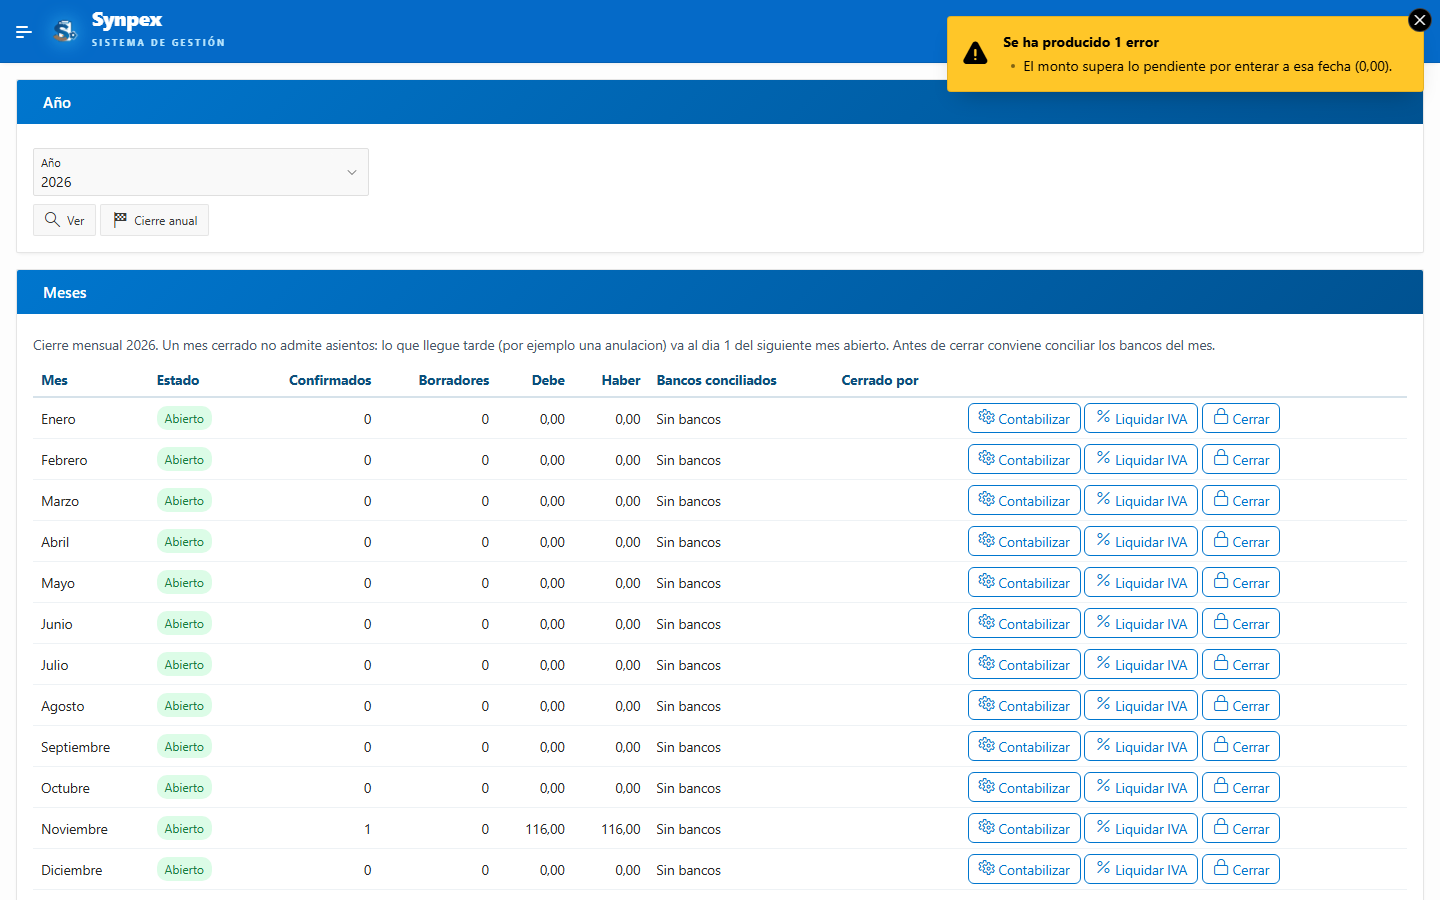 Synpex
SISTEMA DE GESTIÓN
Se ha producido 1 error
• El monto supera lo pendiente por enterar a esa fecha (0,00).
Año
Año
2026
Ver
Cierre anual
Meses
Cierre mensual 2026. Un mes cerrado no admite asientos: lo que llegue tarde (por ejemplo una anulacion) va al dia 1 del siguiente mes abierto. Antes de cerrar conviene conciliar los bancos del mes.
Mes Estado Confirmados Borradores Debe Haber Bancos conciliados Cerrado por
Enero Abierto 0 0 0,00 0,00 Sin bancos Contabilizar Liquidar IVA Cerrar
Febrero Abierto 0 0 0,00 0,00 Sin bancos Contabilizar Liquidar IVA Cerrar
Marzo Abierto 0 0 0,00 0,00 Sin bancos Contabilizar Liquidar IVA Cerrar
Abril Abierto 0 0 0,00 0,00 Sin bancos Contabilizar Liquidar IVA Cerrar
Mayo Abierto 0 0 0,00 0,00 Sin bancos Contabilizar Liquidar IVA Cerrar
Junio Abierto 0 0 0,00 0,00 Sin bancos Contabilizar Liquidar IVA Cerrar
Julio Abierto 0 0 0,00 0,00 Sin bancos Contabilizar Liquidar IVA Cerrar
Agosto Abierto 0 0 0,00 0,00 Sin bancos Contabilizar Liquidar IVA Cerrar
Septiembre Abierto 0 0 0,00 0,00 Sin bancos Contabilizar Liquidar IVA Cerrar
Octubre Abierto 0 0 0,00 0,00 Sin bancos Contabilizar Liquidar IVA Cerrar
Noviembre Abierto 1 0 116,00 116,00 Sin bancos Contabilizar Liquidar IVA Cerrar
Diciembre Abierto 0 0 0,00 0,00 Sin bancos Contabilizar Liquidar IVA Cerrar